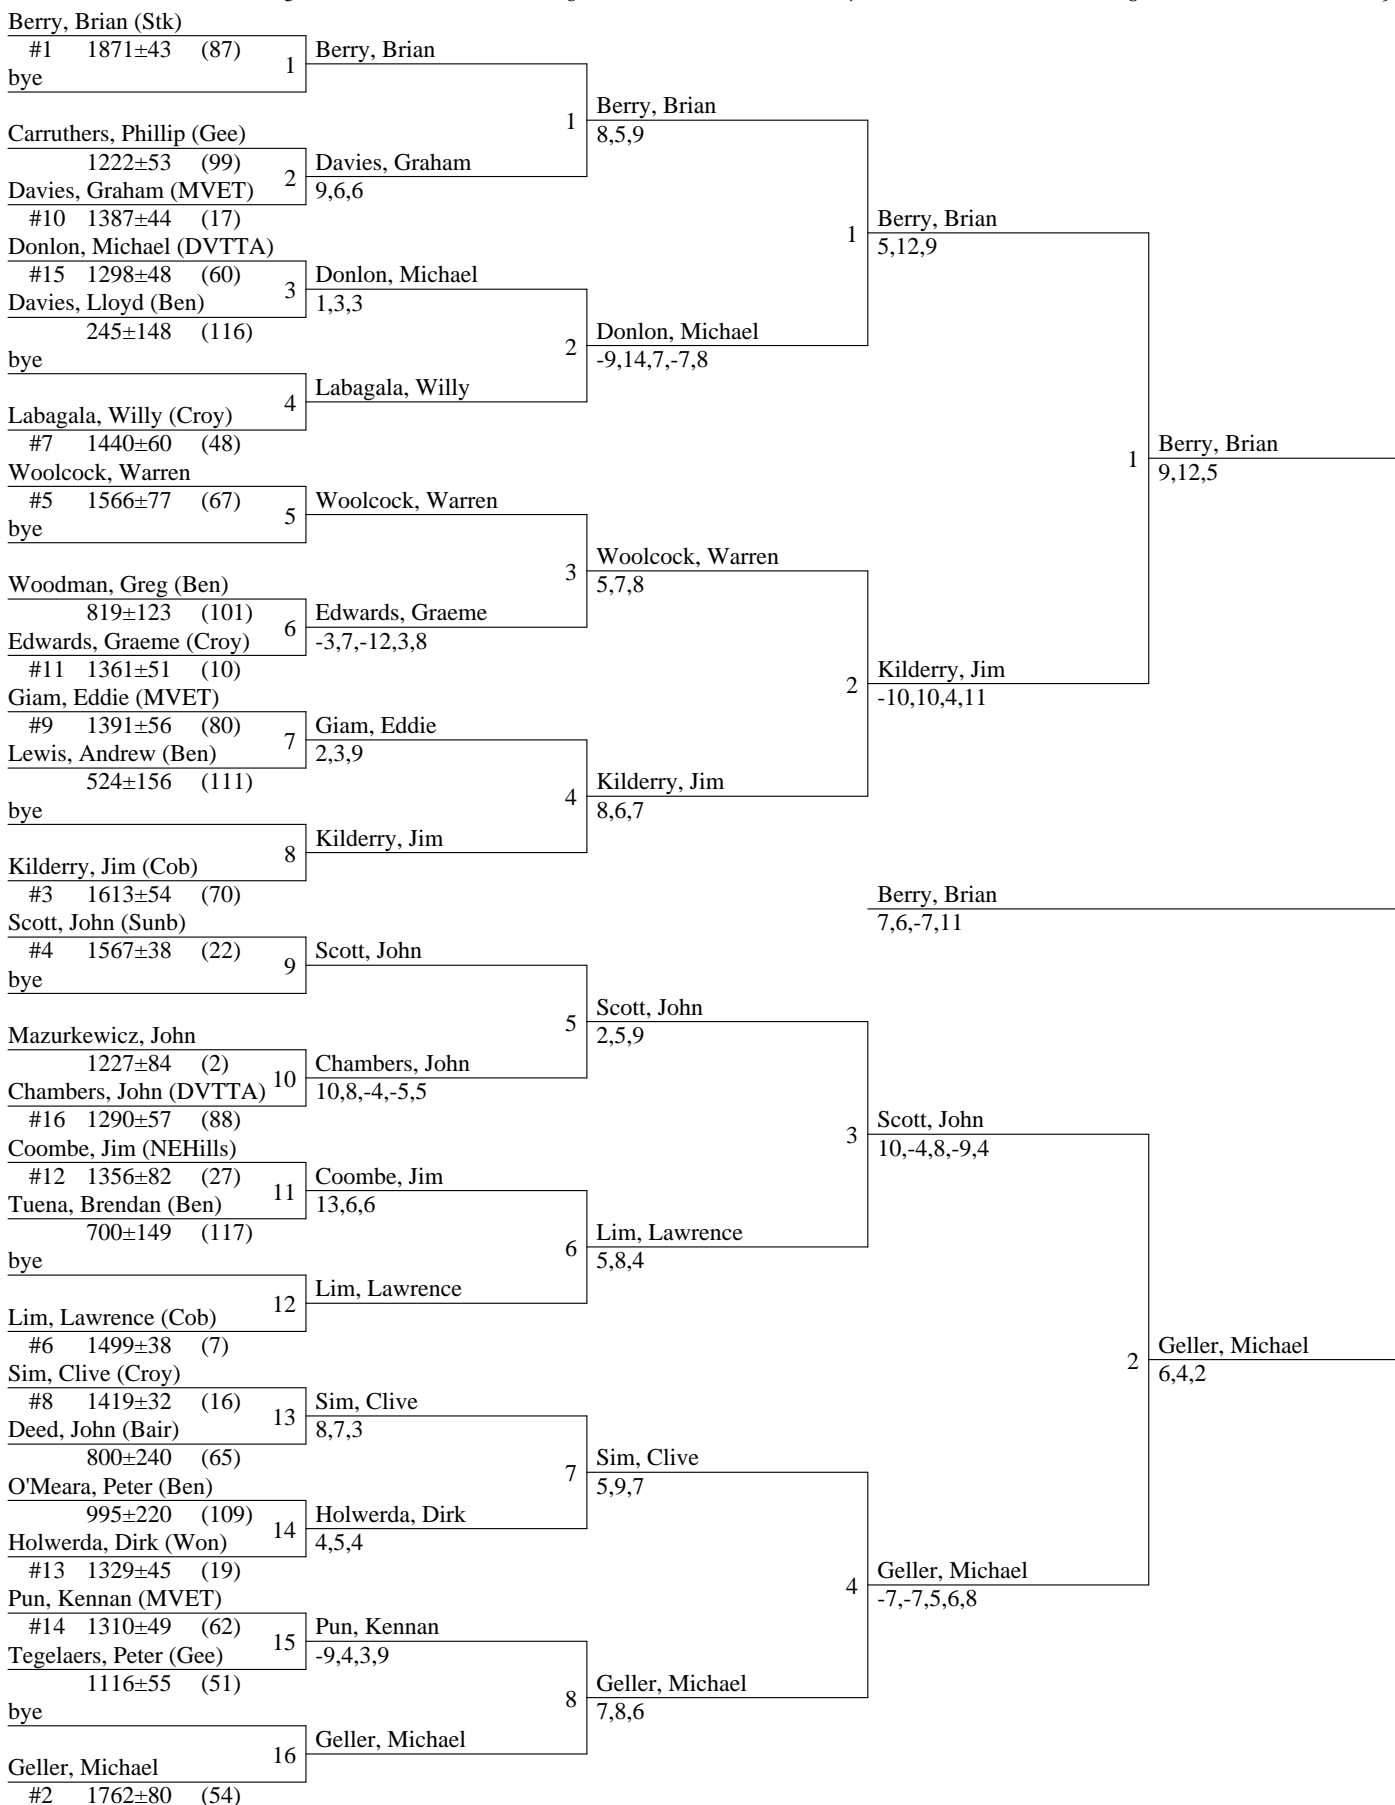 Berry, Brian (Stk)
#1 1871±43 (87)
bye
1
Berry, Brian
Carruthers, Phillip (Gee)
1222±53 (99)
Davies, Graham (MVET)
#10 1387±44 (17)
2
Davies, Graham
9,6,6
Donlon, Michael (DVTTA)
#15 1298±48 (60)
Davies, Lloyd (Ben)
245±148 (116)
3
Donlon, Michael
1,3,3
bye
Labagala, Willy (Croy)
#7 1440±60 (48)
4
Labagala, Willy
Woolcock, Warren
#5 1566±77 (67)
bye
5
Woolcock, Warren
Woodman, Greg (Ben)
819±123 (101)
Edwards, Graeme (Croy)
#11 1361±51 (10)
6
Edwards, Graeme
-3,7,-12,3,8
Giam, Eddie (MVET)
#9 1391±56 (80)
Lewis, Andrew (Ben)
524±156 (111)
7
Giam, Eddie
2,3,9
bye
Kilderry, Jim (Cob)
#3 1613±54 (70)
8
Kilderry, Jim
Scott, John (Sunb)
#4 1567±38 (22)
bye
9
Scott, John
Mazurkewicz, John
1227±84 (2)
Chambers, John (DVTTA)
#16 1290±57 (88)
10
Chambers, John
10,8,-4,-5,5
Coombe, Jim (NEHills)
#12 1356±82 (27)
Tuena, Brendan (Ben)
700±149 (117)
11
Coombe, Jim
13,6,6
bye
Lim, Lawrence (Cob)
#6 1499±38 (7)
12
Lim, Lawrence
Sim, Clive (Croy)
#8 1419±32 (16)
Deed, John (Bair)
800±240 (65)
13
Sim, Clive
8,7,3
O'Meara, Peter (Ben)
995±220 (109)
Holwerda, Dirk (Won)
#13 1329±45 (19)
14
Holwerda, Dirk
4,5,4
Pun, Kennan (MVET)
#14 1310±49 (62)
Tegelaers, Peter (Gee)
1116±55 (51)
15
Pun, Kennan
-9,4,3,9
bye
Geller, Michael
#2 1762±80 (54)
16
Geller, Michael
1
Berry, Brian
8,5,9
2
Donlon, Michael
-9,14,7,-7,8
3
Woolcock, Warren
5,7,8
4
Kilderry, Jim
8,6,7
5
Scott, John
2,5,9
6
Lim, Lawrence
5,8,4
7
Sim, Clive
5,9,7
8
Geller, Michael
7,8,6
1
Berry, Brian
5,12,9
2
Kilderry, Jim
-10,10,4,11
3
Scott, John
10,-4,8,-9,4
4
Geller, Michael
-7,-7,5,6,8
1
Berry, Brian
9,12,5
2
Geller, Michael
6,4,2
Berry, Brian
7,6,-7,11